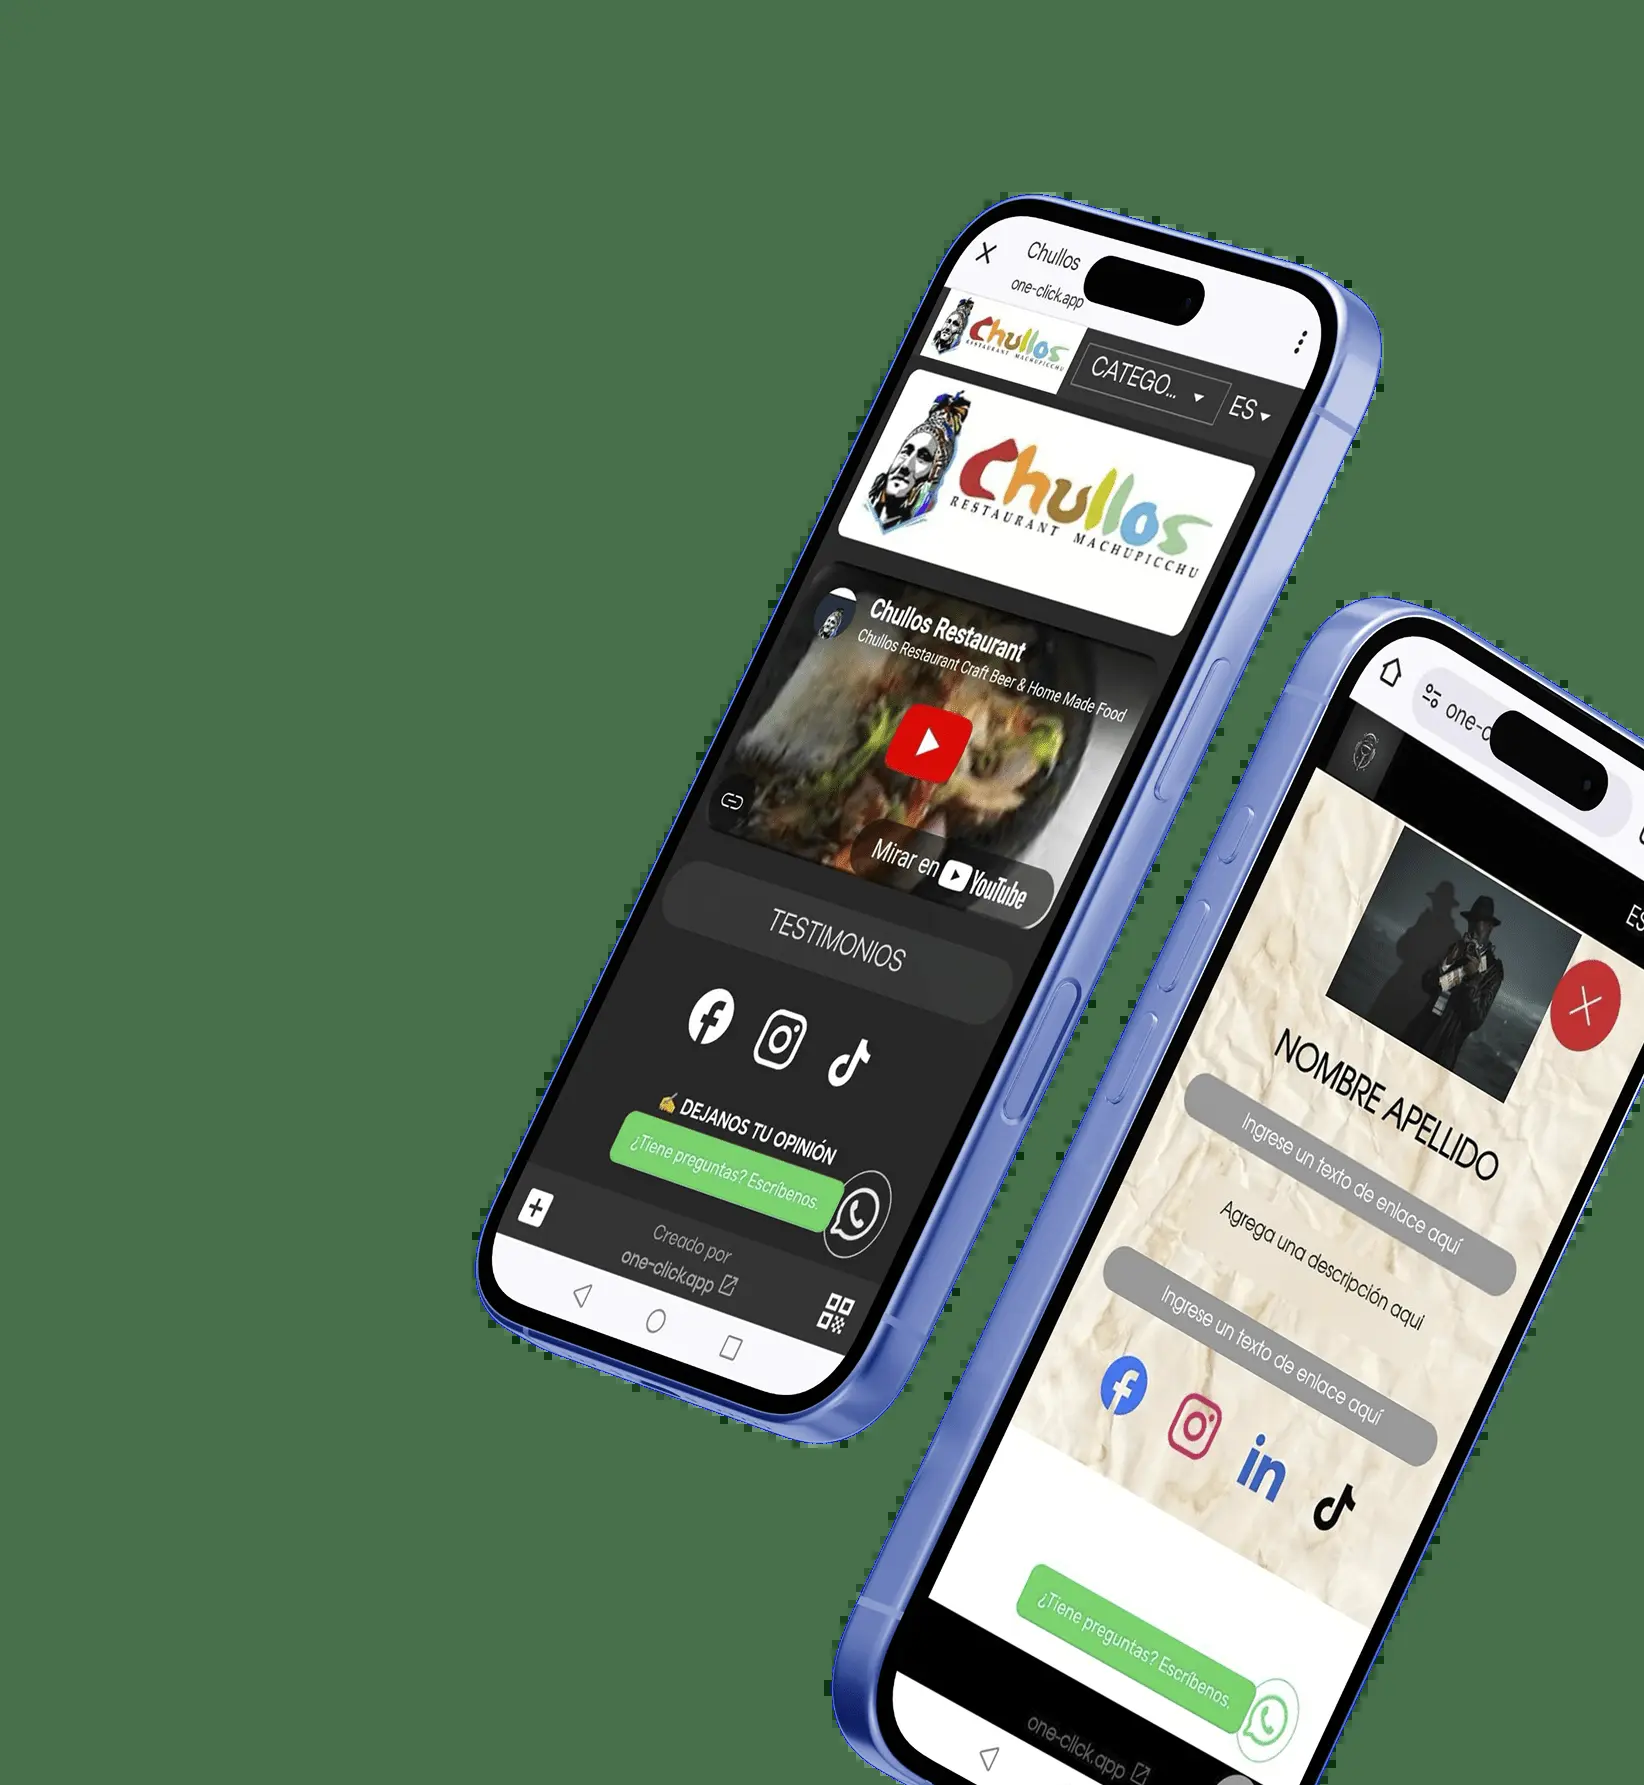 Chullos
one-click.app
Chullos
RESTAURANT MACHUPICCHU
CATEGO...
ES
Chullos
RESTAURANT MACHUPICCHU
Chullos Restaurant
Chullos Restaurant Craft Beer & Home Made Food
Mirar en YouTube
TESTIMONIOS
✍ DEJANOS TU OPINIÓN
¿Tiene preguntas? Escríbenos.
Creado por
one-click.app
one-c
ES
NOMBRE APELLIDO
Ingrese un texto de enlace aquí
Agrega una descripción aqui
Ingrese un texto de enlace aquí
in
¿Tiene preguntas? Escríbenos.
one-click.app